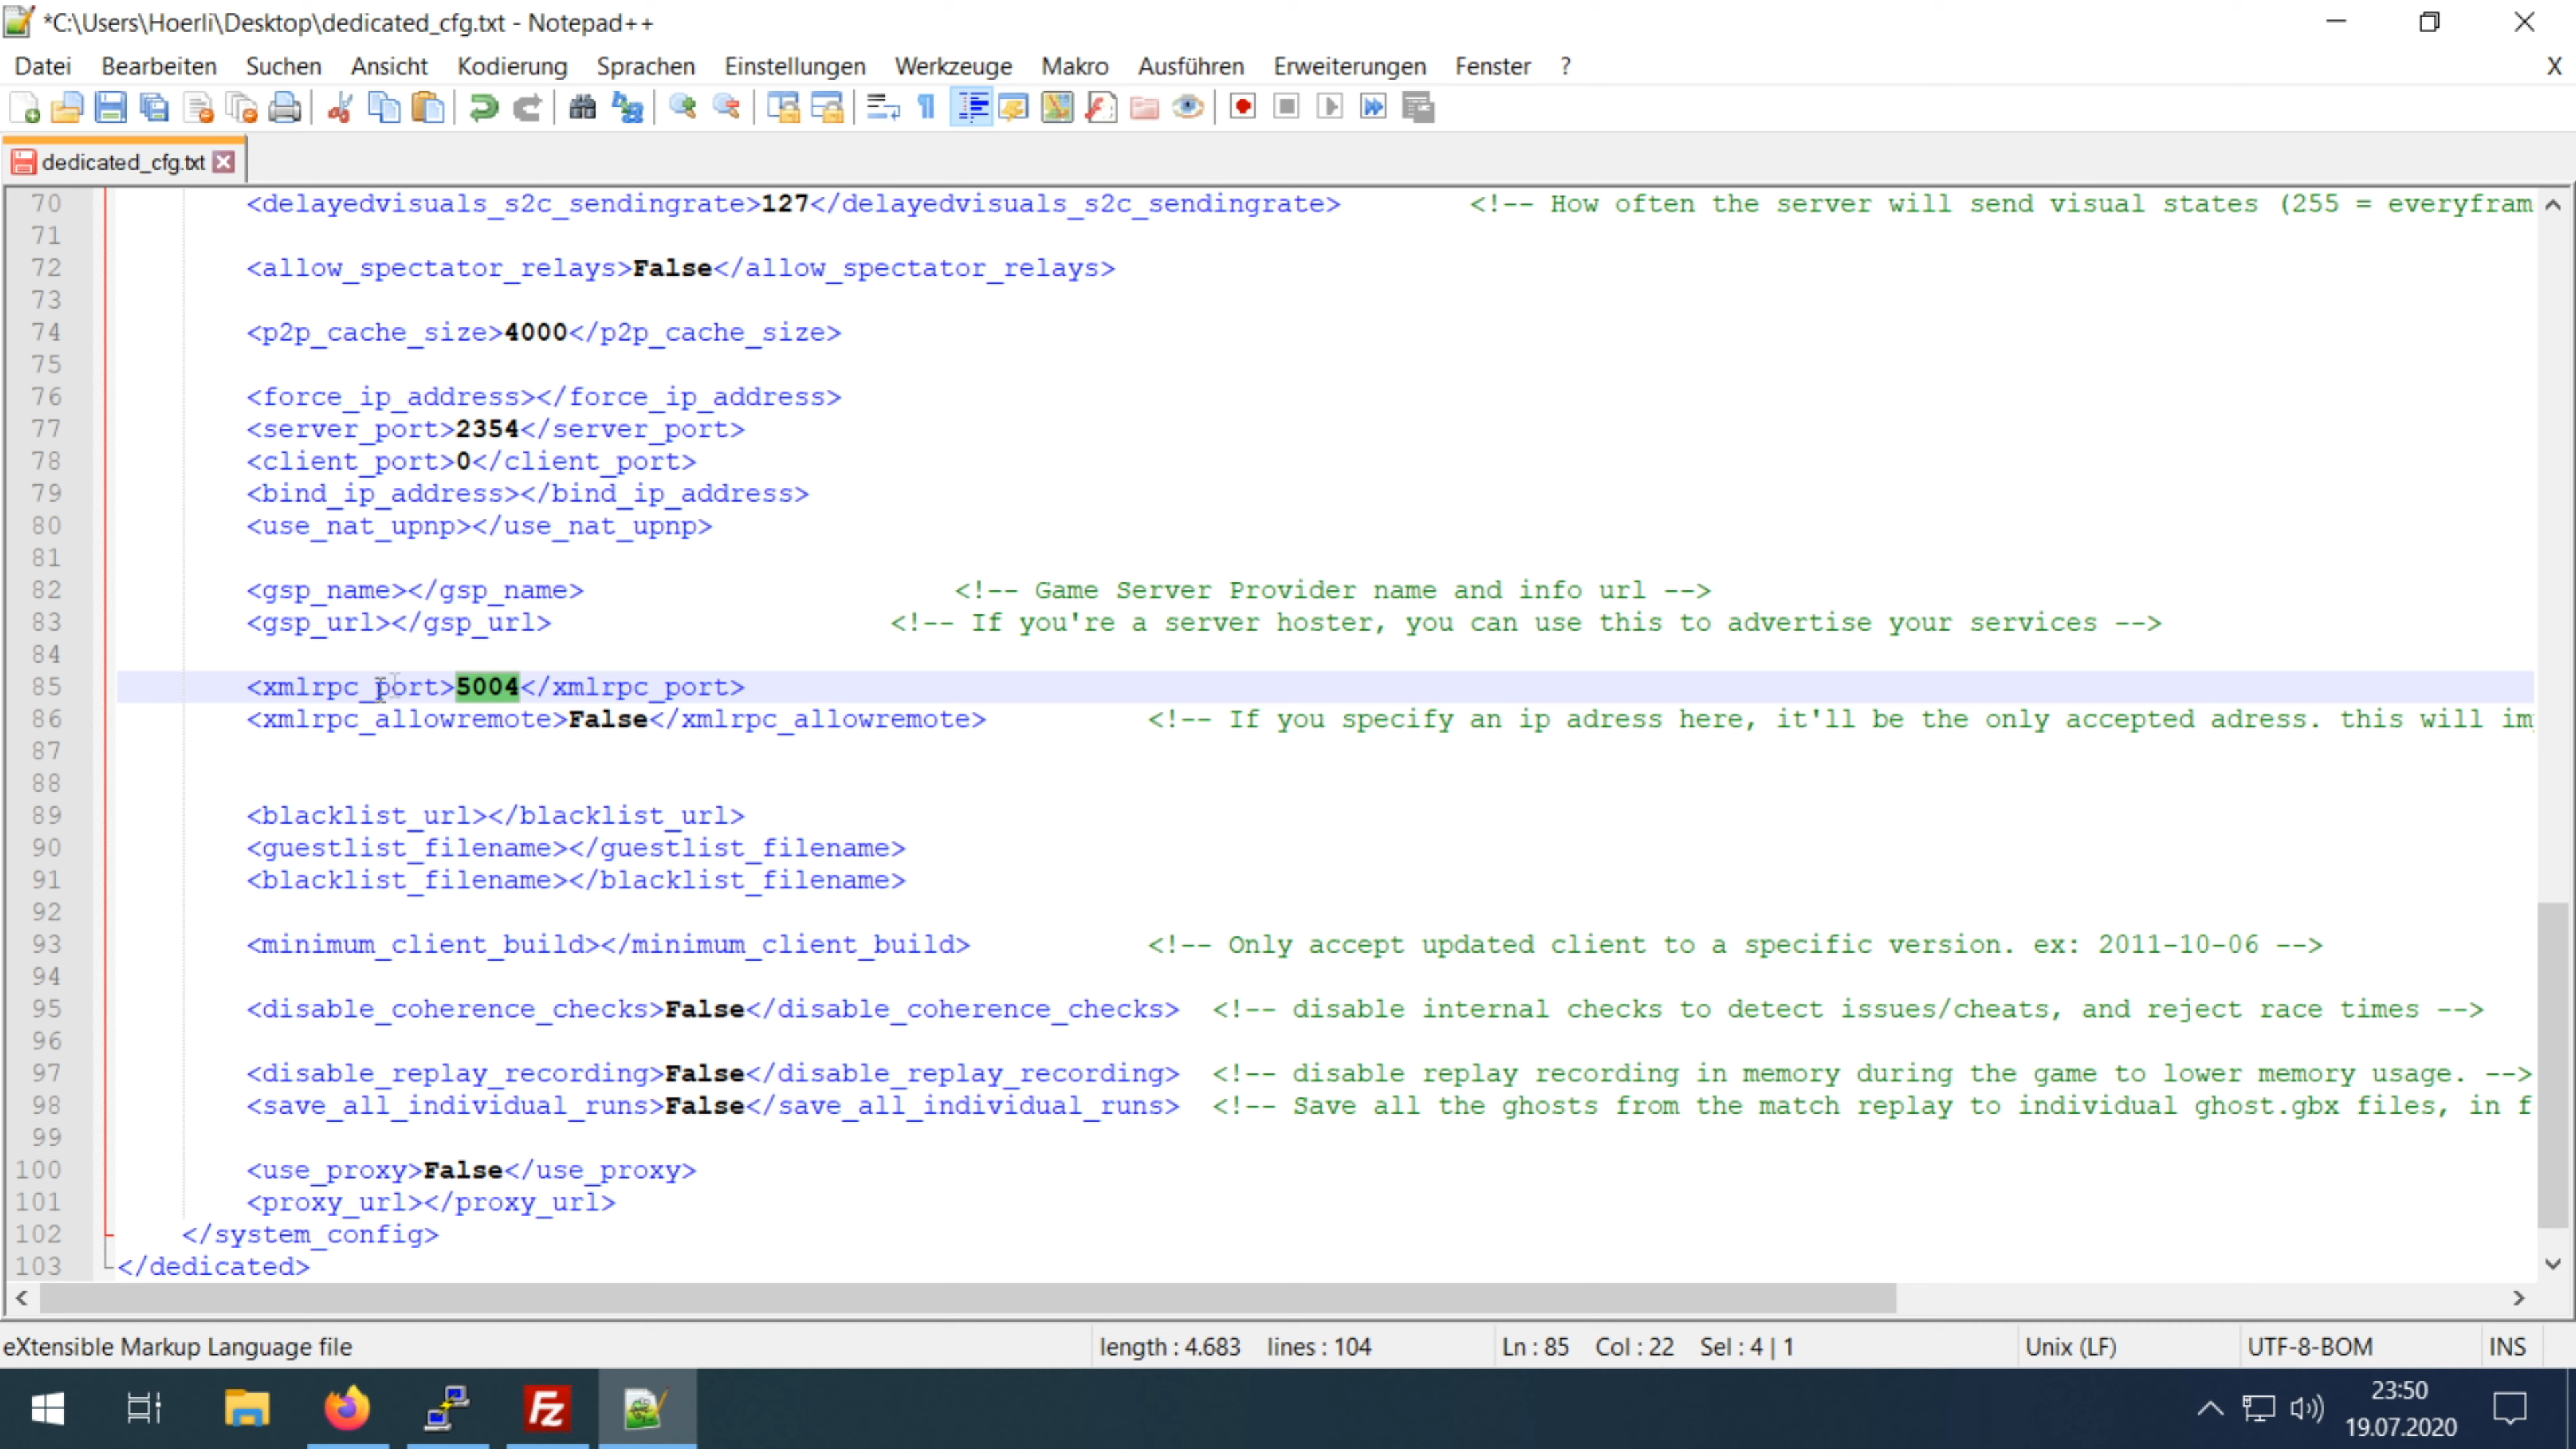 *C:\Users\Hoerli\Desktop\dedicated_cfg.txt - Notepad++
Datei Bearbeiten Suchen Ansicht Kodierung Sprachen Einstellungen Werkzeuge Makro Ausführen Erweiterungen Fenster ? X
dedicated_cfg.txt
70 <delayedvisuals_s2c_sendingrate>127</delayedvisuals_s2c_sendingrate> <!-- How often the server will send visual states (255 = everyfram
71
72 <allow_spectator_relays>False</allow_spectator_relays>
73
74 <p2p_cache_size>4000</p2p_cache_size>
75
76 <force_ip_address></force_ip_address>
77 <server_port>2354</server_port>
78 <client_port>0</client_port>
79 <bind_ip_address></bind_ip_address>
80 <use_nat_upnp></use_nat_upnp>
81
82 <gsp_name></gsp_name> <!-- Game Server Provider name and info url -->
83 <gsp_url></gsp_url> <!-- If you're a server hoster, you can use this to advertise your services -->
84
85 <xmlrpc_port>5004</xmlrpc_port>
86 <xmlrpc_allowremote>False</xmlrpc_allowremote> <!-- If you specify an ip adress here, it'll be the only accepted adress. this will im
87
88
89 <blacklist_url></blacklist_url>
90 <guestlist_filename></guestlist_filename>
91 <blacklist_filename></blacklist_filename>
92
93 <minimum_client_build></minimum_client_build> <!-- Only accept updated client to a specific version. ex: 2011-10-06 -->
94
95 <disable_coherence_checks>False</disable_coherence_checks> <!-- disable internal checks to detect issues/cheats, and reject race times -->
96
97 <disable_replay_recording>False</disable_replay_recording> <!-- disable replay recording in memory during the game to lower memory usage. -->
98 <save_all_individual_runs>False</save_all_individual_runs> <!-- Save all the ghosts from the match replay to individual ghost.gbx files, in f
99
100 <use_proxy>False</use_proxy>
101 <proxy_url></proxy_url>
102 </system_config>
103 </dedicated>
eXtensible Markup Language file length : 4.683 lines : 104 Ln : 85 Col : 22 Sel : 4 | 1 Unix (LF) UTF-8-BOM INS
23:50
19.07.2020